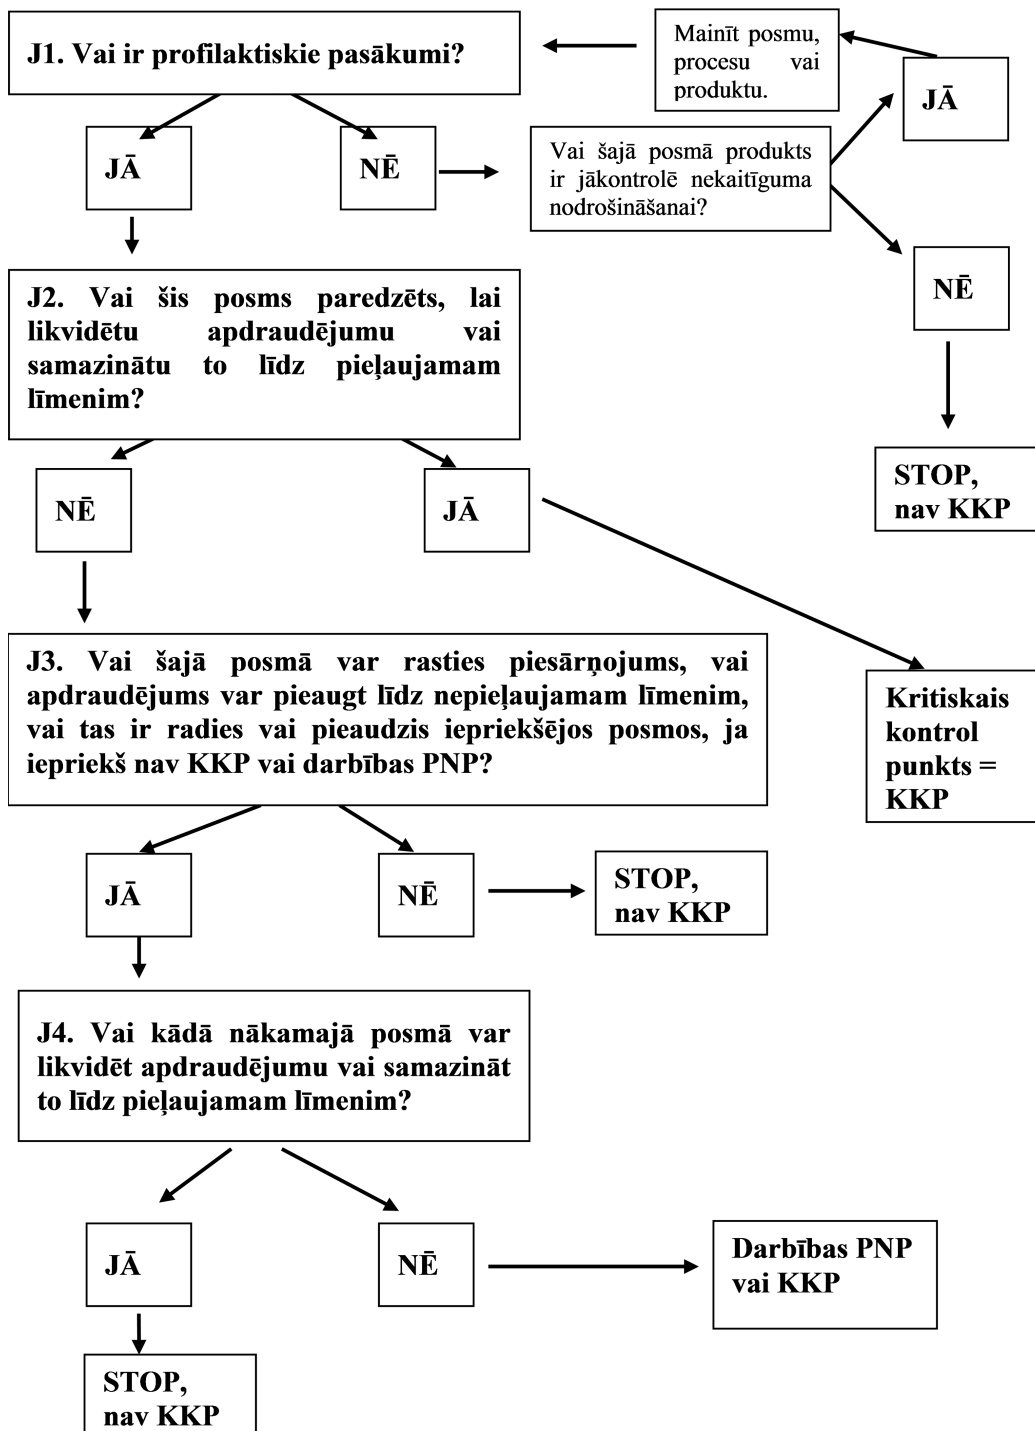 J1. Vai ir profilaktiskie pasākumi?
Mainīt posmu,
procesu vai
produktu.
JĀ
JĀ
NĒ
Vai šajā posmā produkts
ir jākontrolē nekaitīguma
nodrošināšanai?
NĒ
J2. Vai šis posms paredzēts, lai
likvidētu apdraudējumu vai
samazinātu to līdz pieļaujamam
līmenim?
STOP,
nav KKP
NĒ
JĀ
J3. Vai šajā posmā var rasties piesārņojums, vai
apdraudējums var pieaugt līdz nepieļaujamam līmenim,
vai tas ir radies vai pieaudzis iepriekšējos posmos, ja
iepriekš nav KKP vai darbības PNP?
Kritiskais
kontrol
punkts =
KKP
JĀ
NĒ
STOP,
nav KKP
J4. Vai kādā nākamajā posmā var
likvidēt apdraudējumu vai samazināt
to līdz pieļaujamam līmenim?
JĀ
NĒ
Darbības PNP
vai KKP
STOP,
nav KKP